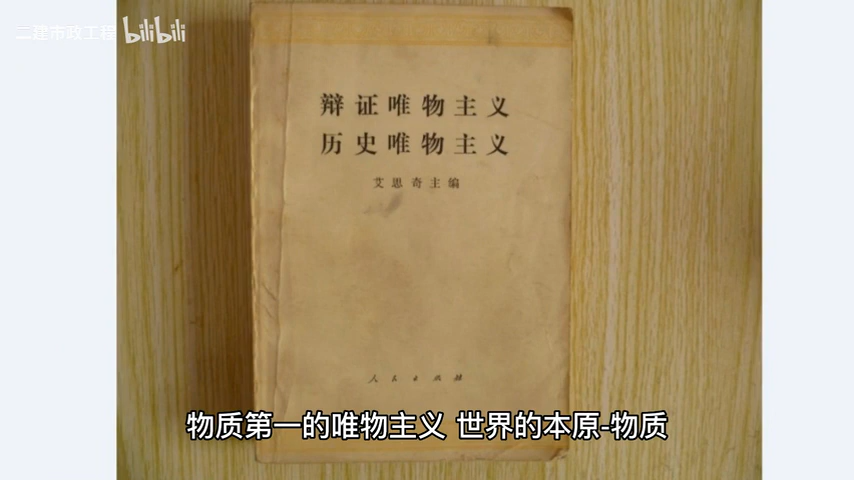 二建市政工程 bilibili
辩证唯物主义
历史唯物主义
艾思奇主编
人民出版社
物质第一的唯物主义 世界的本原-物质